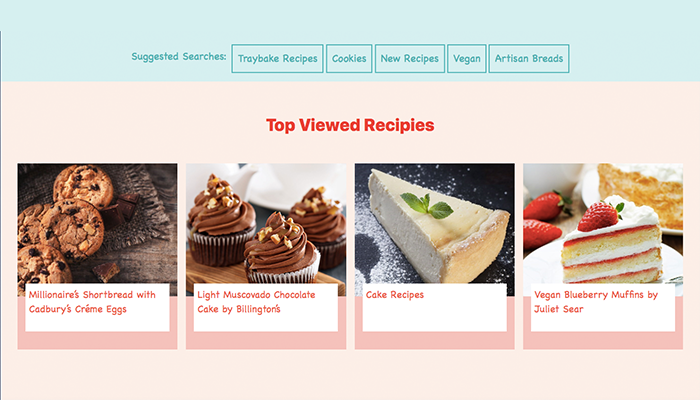 Suggested Searches: Traybake Recipes Cookies New Recipes Vegan Artisan Breads
Top Viewed Recipies
Millionaire's Shortbread with
Cadbury's Créme Eggs
Light Muscovado Chocolate
Cake by Billington's
Cake Recipes
Vegan Blueberry Muffins by
Juliet Sear